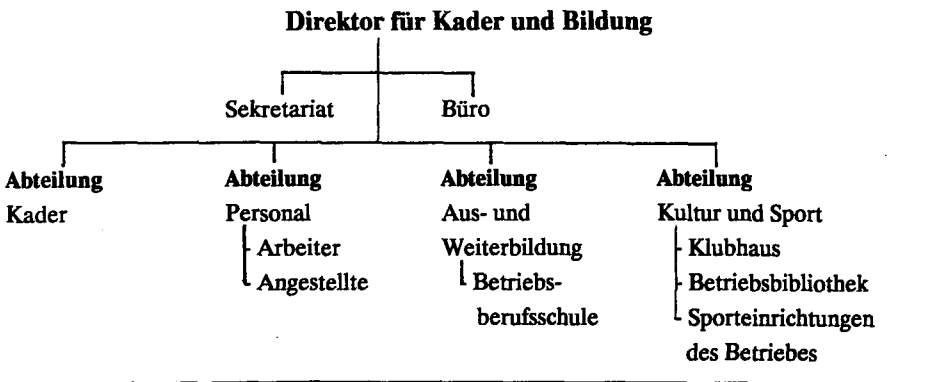 Direktor für Kader und Bildung
Sekretariat
Büro
Abteilung
Kader
Abteilung
Personal
Arbeiter
Angestellte
Abteilung
Aus- und
Weiterbildung
Betriebs-
berufsschule
Abteilung
Kultur und Sport
Klubhaus
Betriebsbibliothek
Sporteinrichtungen
des Betriebes